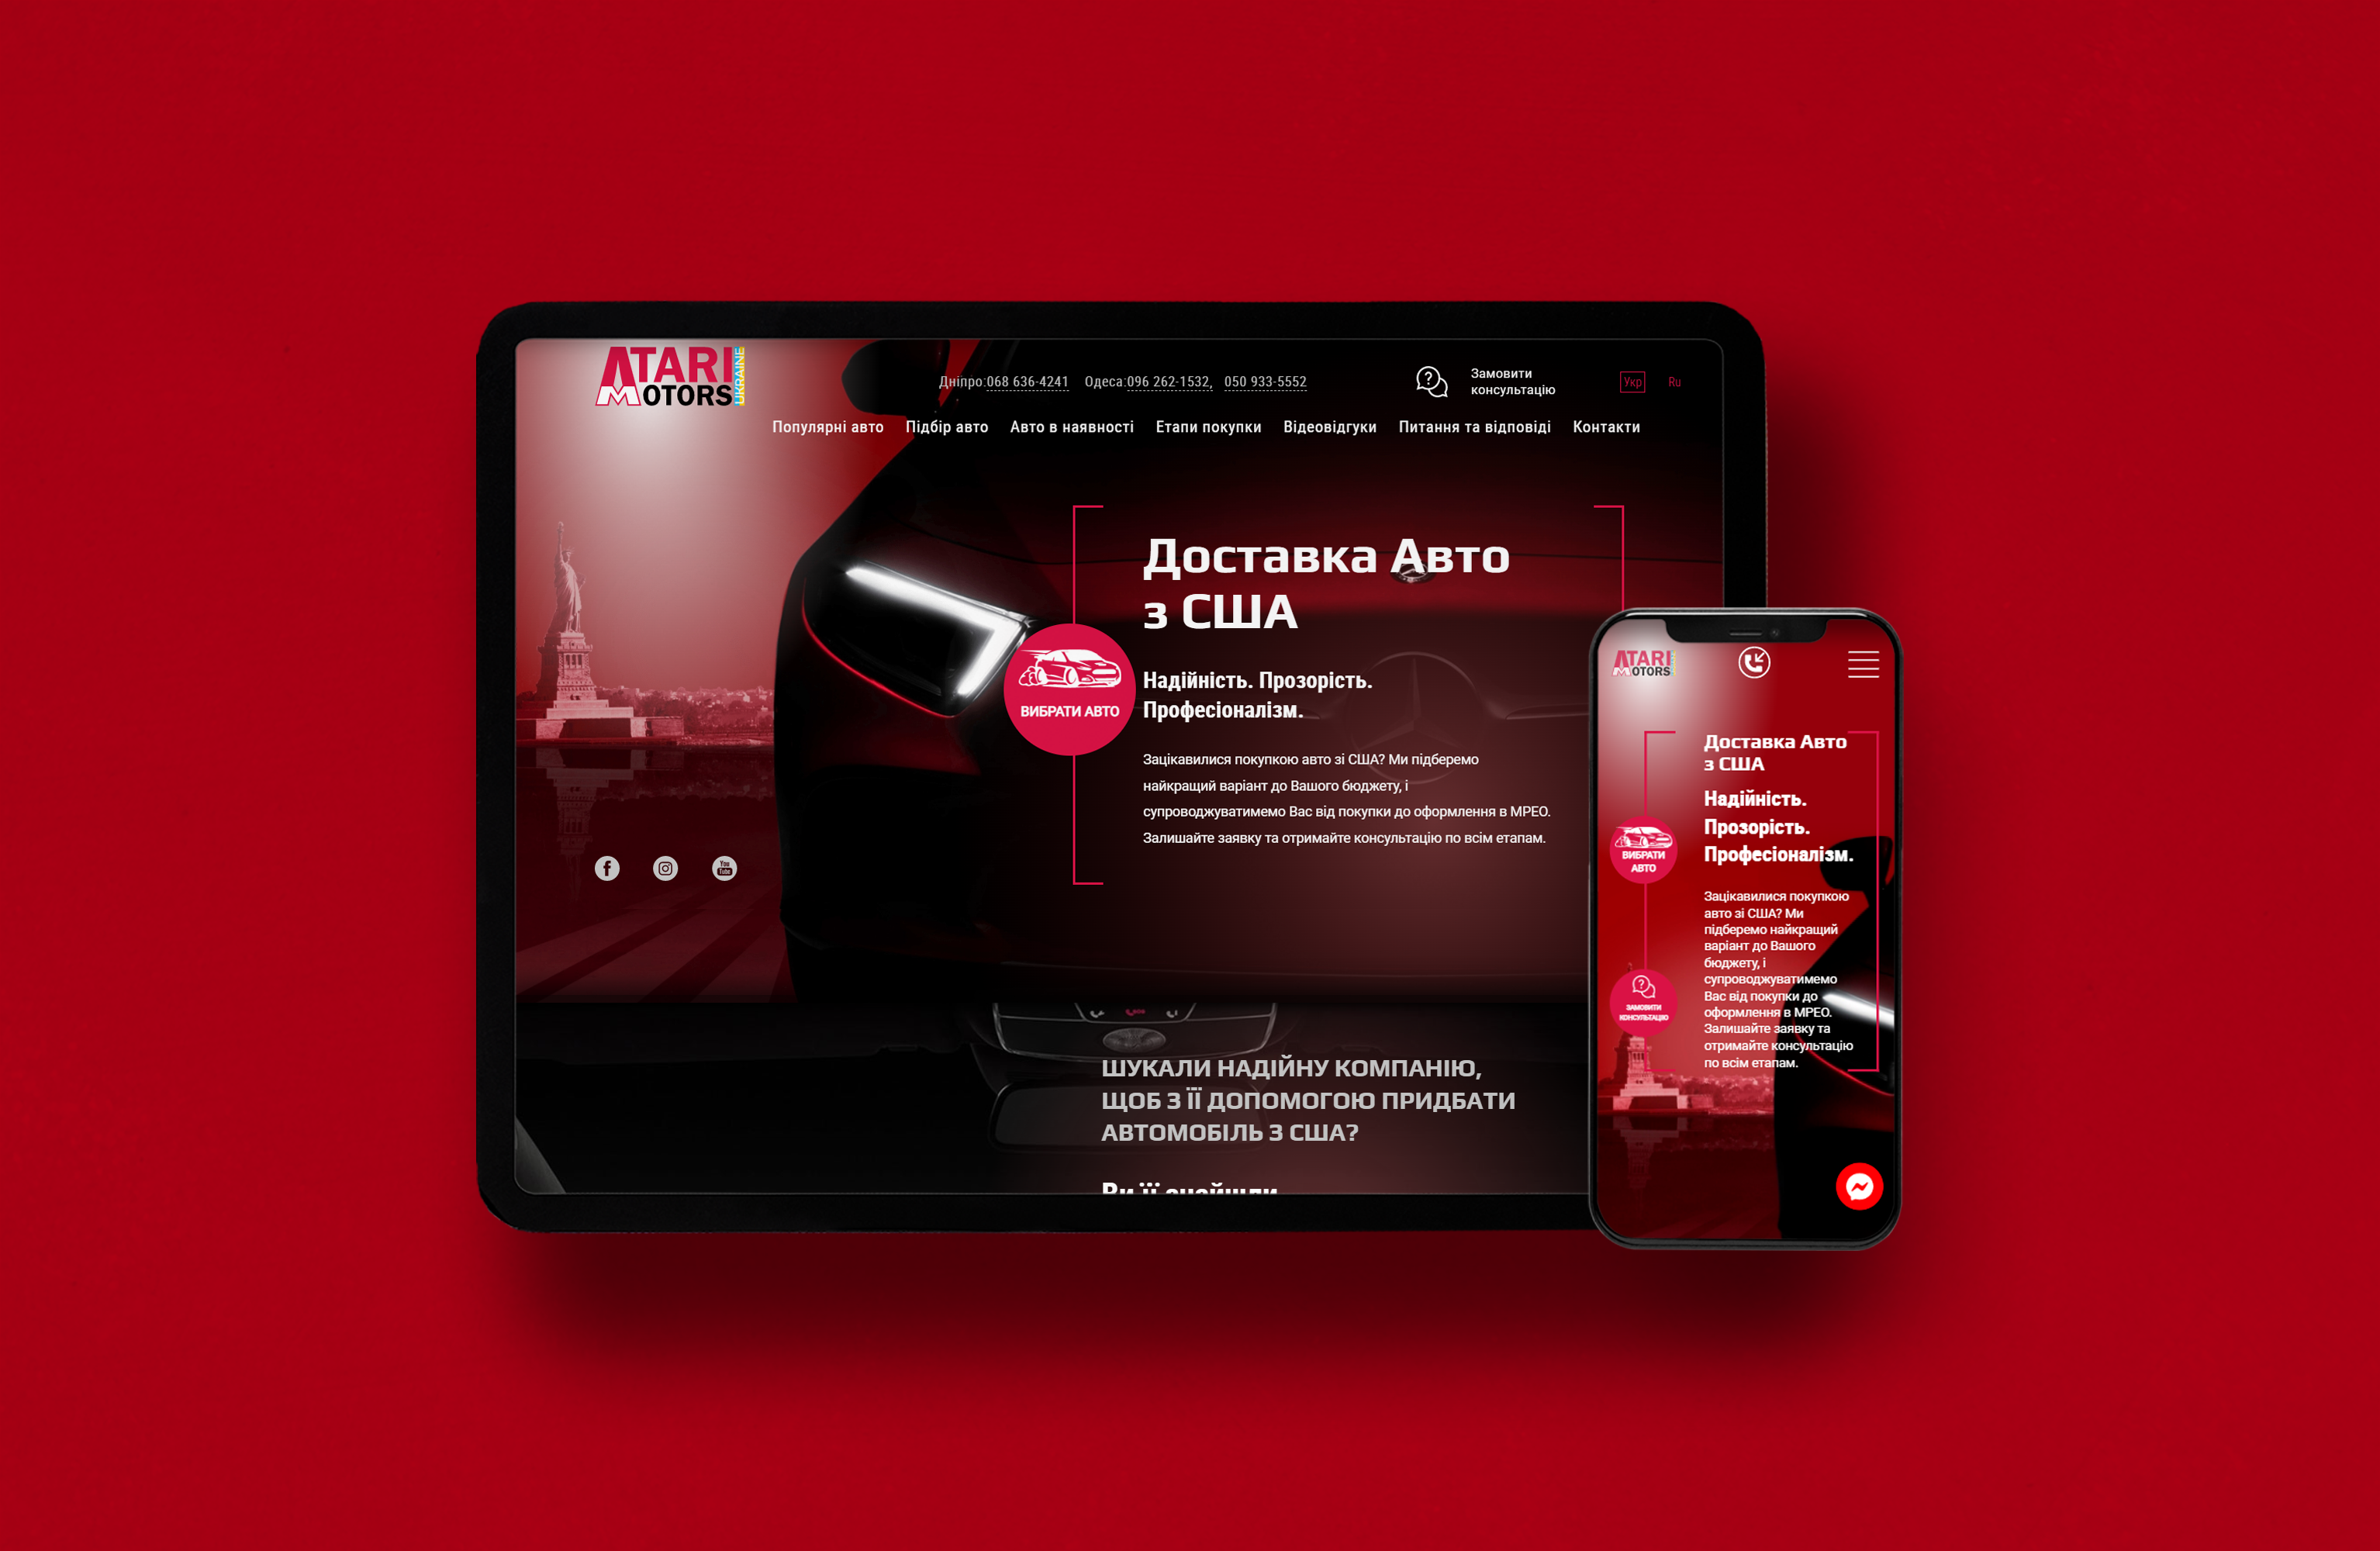 ATARI
MOTORS
UKRAINE
Дніпро:068 636-4241 Одеса:096 262-1532, 050 933-5552
Замовити
консультацію
Укр Ru
Популярні авто Підбір авто Авто в наявності Етапи покупки Відеовідгуки Питання та відповіді Контакти
Доставка Авто
з США
ВИБРАТИ АВТО
Надійність. Прозорість.
Професіоналізм.
Зацікавилися покупкою авто зі США? Ми підберемо
найкращий варіант до Вашого бюджету, і
супроводжуватимемо Вас від покупки до оформлення в МРЕО.
Залишайте заявку та отримайте консультацію по всім етапам.
You
Tube
ШУКАЛИ НАДІЙНУ КОМПАНІЮ,
ЩОБ З ЇЇ ДОПОМОГОЮ ПРИДБАТИ
АВТОМОБІЛЬ З США?
Ви її знайшли
ATARI
MOTORS
Доставка Авто
з США
Надійність.
Прозорість.
Професіоналізм.
ВИБРАТИ
АВТО
Зацікавилися покупкою
авто зі США? Ми
підберемо найкращий
варіант до Вашого
бюджету, і
супроводжуватимемо
Вас від покупки до
оформлення в МРЕО.
Залишайте заявку та
отримайте консультацію
по всім етапам.
ЗАМОВИТИ
КОНСУЛЬТАЦІЮ